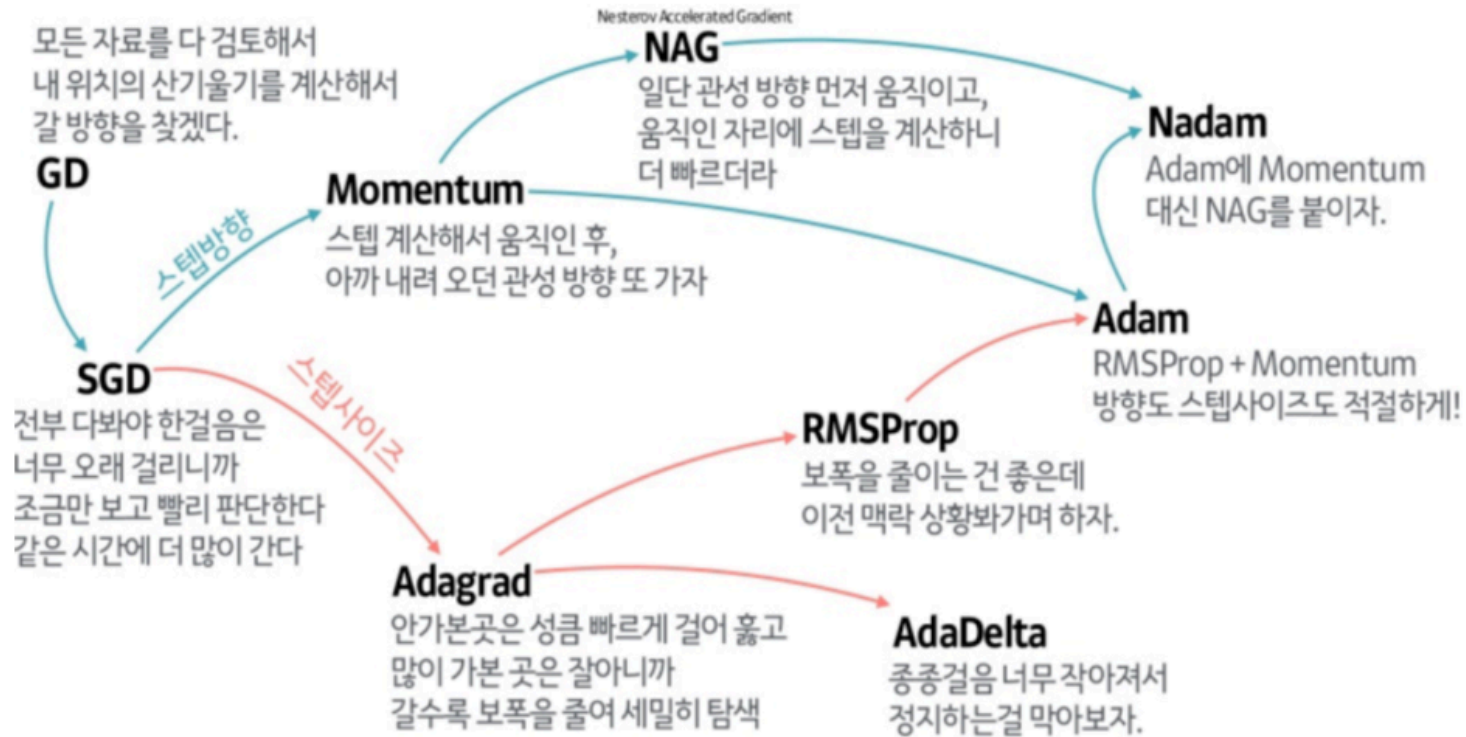 모든 자료를 다 검토해서
내 위치의 산기울기를 계산해서
갈 방향을 찾겠다.
GD
스텝방향
Momentum
스텝 계산해서 움직인 후,
아까 내려 오던 관성 방향 또 가자
Nesterov Accelerated Gradient
NAG
일단 관성 방향 먼저 움직이고,
움직인 자리에 스텝을 계산하니
더 빠르더라
Nadam
Adam에 Momentum
대신 NAG를 붙이자.
SGD
전부 다봐야 한걸음은
너무 오래 걸리니까
조금만 보고 빨리 판단한다
같은 시간에 더 많이 간다
스텝사이즈
Adam
RMSProp + Momentum
방향도 스텝사이즈도 적절하게!
RMSProp
보폭을 줄이는 건 좋은데
이전 맥락 상황봐가며 하자.
Adagrad
안가본곳은 성큼 빠르게 걸어 훑고
많이 가본 곳은 잘아니까
갈수록 보폭을 줄여 세밀히 탐색
AdaDelta
종종걸음 너무 작아져서
정지하는걸 막아보자.